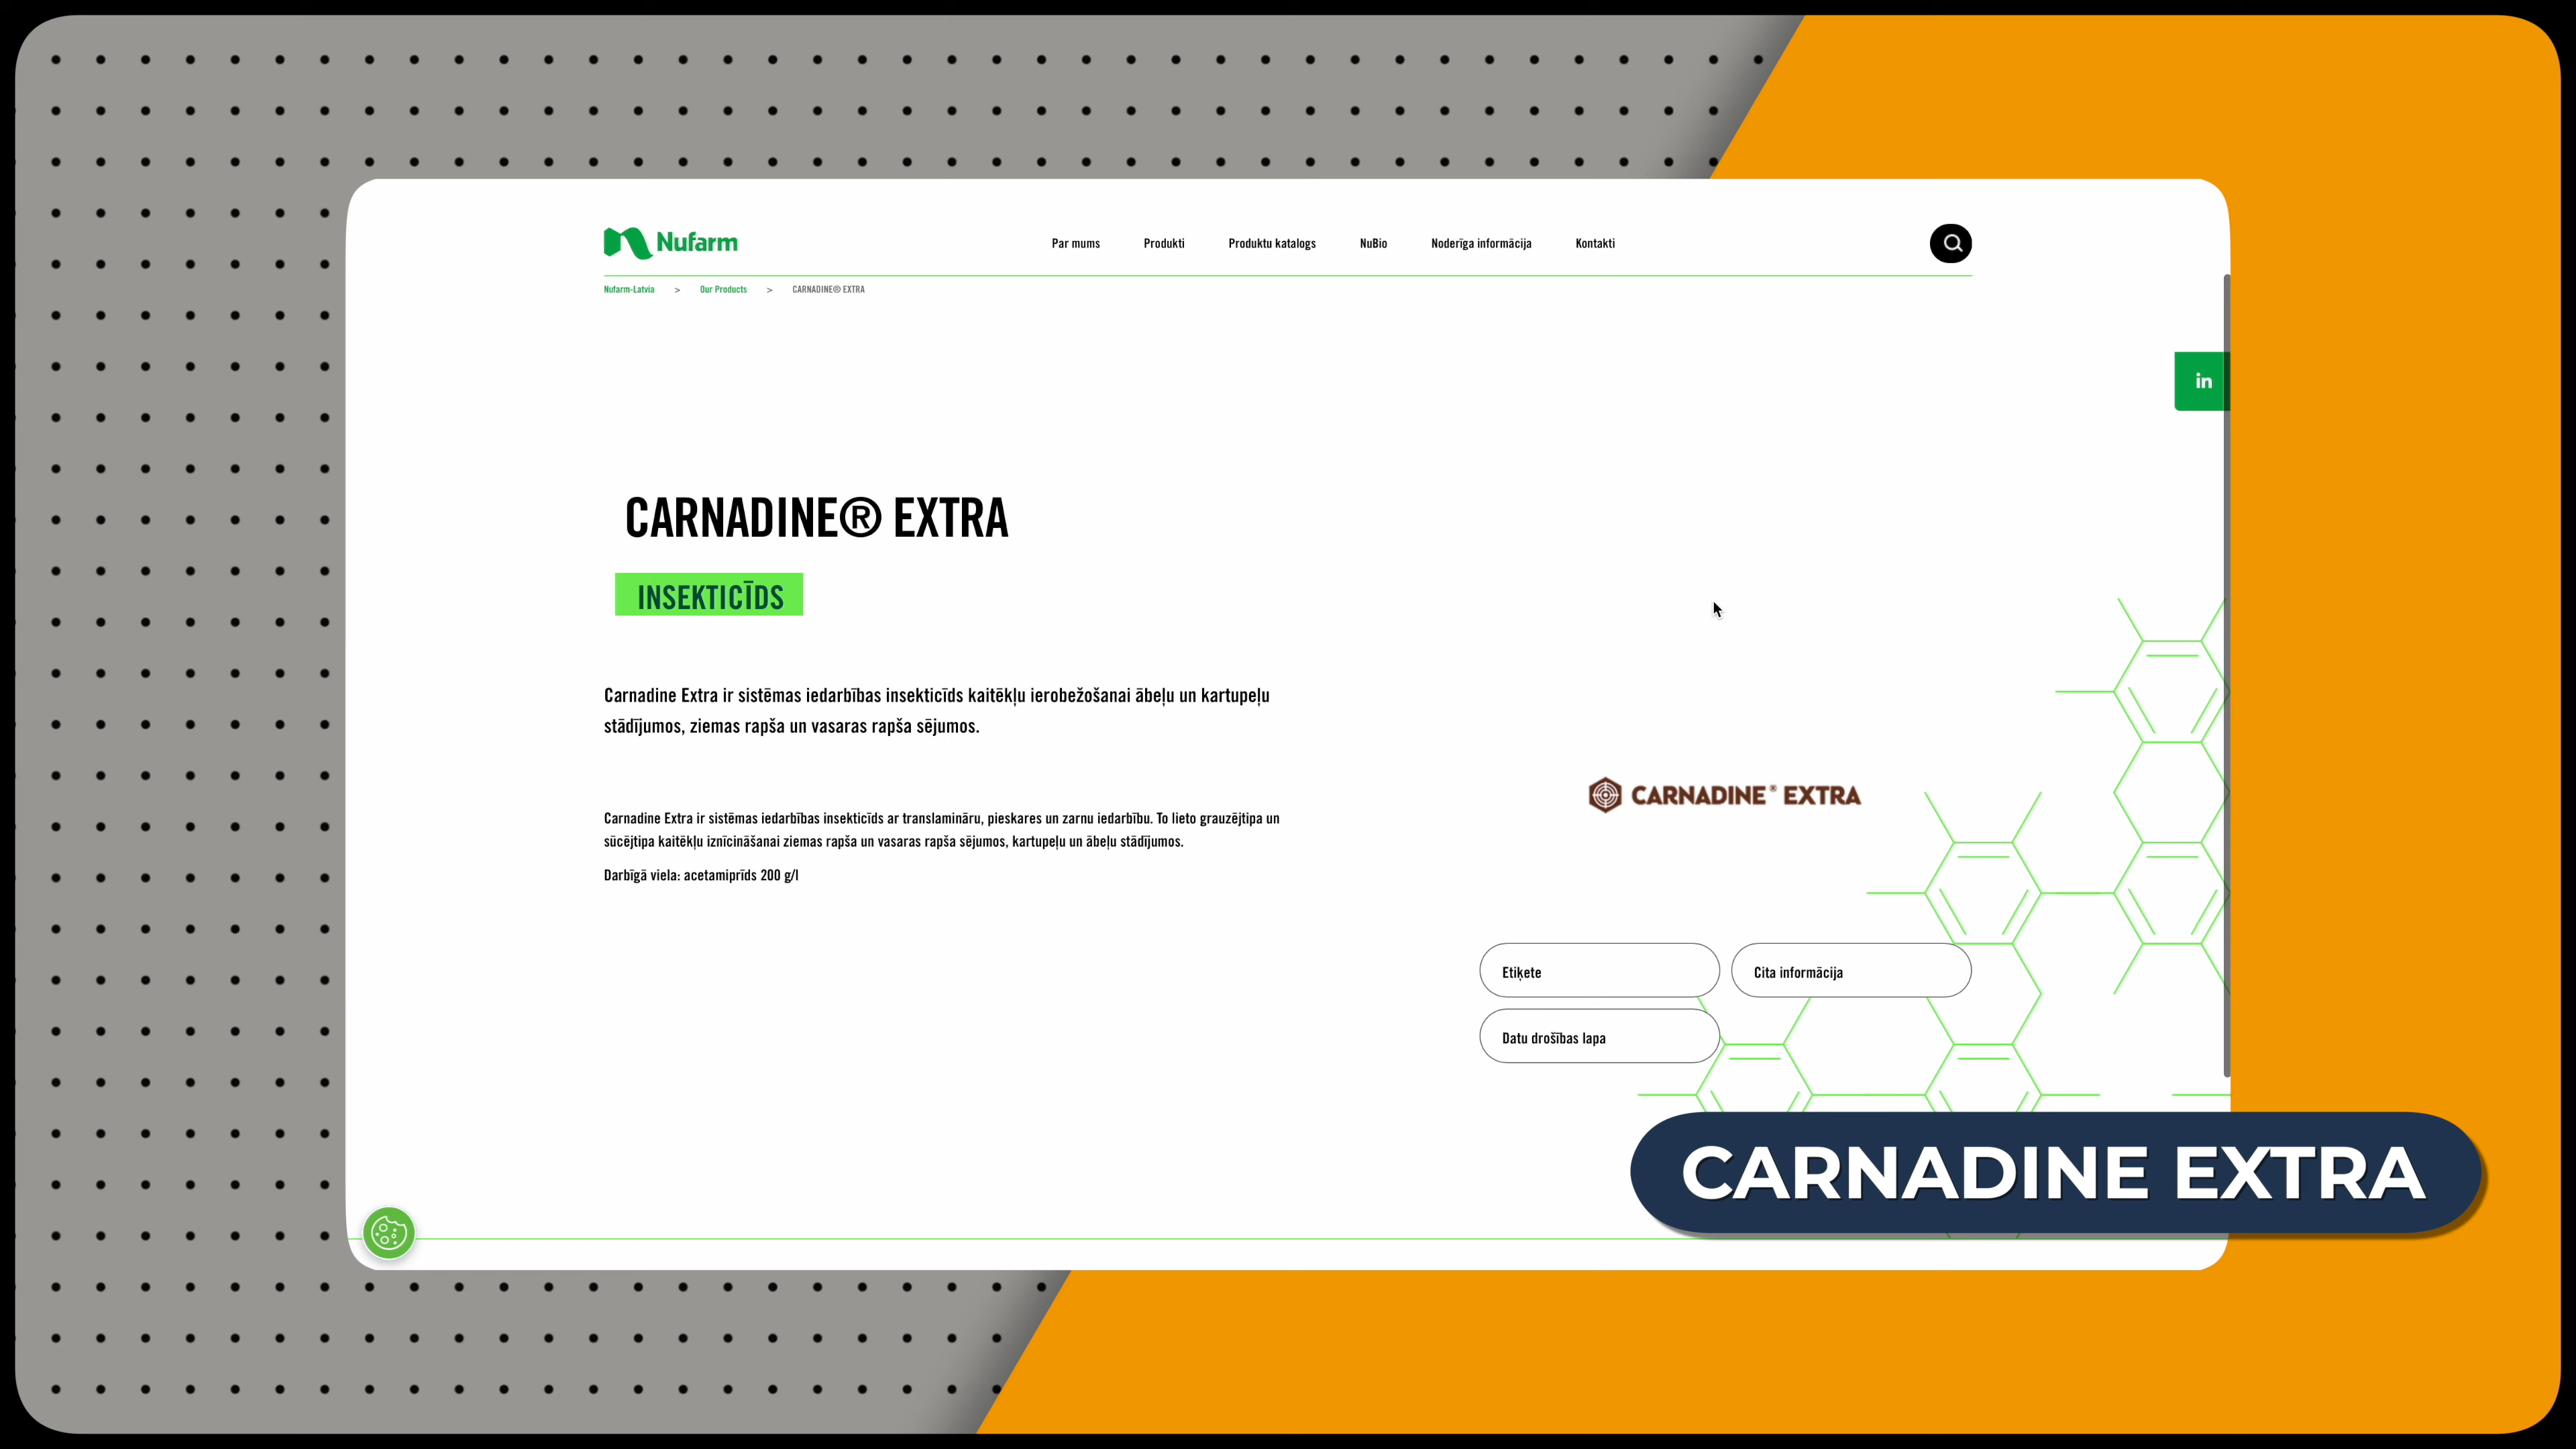 Nufarm
Par mums Produkti Produktu katalogs NuBio Noderīga informācija Kontakti
Nufarm-Latvia > Our Products > CARNADINE® EXTRA
in
CARNADINE® EXTRA
INSEKTICĪDS
Carnadine Extra ir sistēmas iedarbības insekticīds kaitēkļu ierobežošanai ābeļu un kartupeļu
stādījumos, ziemas rapša un vasaras rapša sējumos.
CARNADINE® EXTRA
Carnadine Extra ir sistēmas iedarbības insekticīds ar translamināru, pieskares un zarnu iedarbību. To lieto grauzējtipa un
sūcējtipa kaitēkļu iznīcināšanai ziemas rapša un vasaras rapša sējumos, kartupeļu un ābeļu stādījumos.
Darbīgā viela: acetamiprīds 200 g/l
Etiķete
Cita informācija
Datu drošības lapa
CARNADINE EXTRA